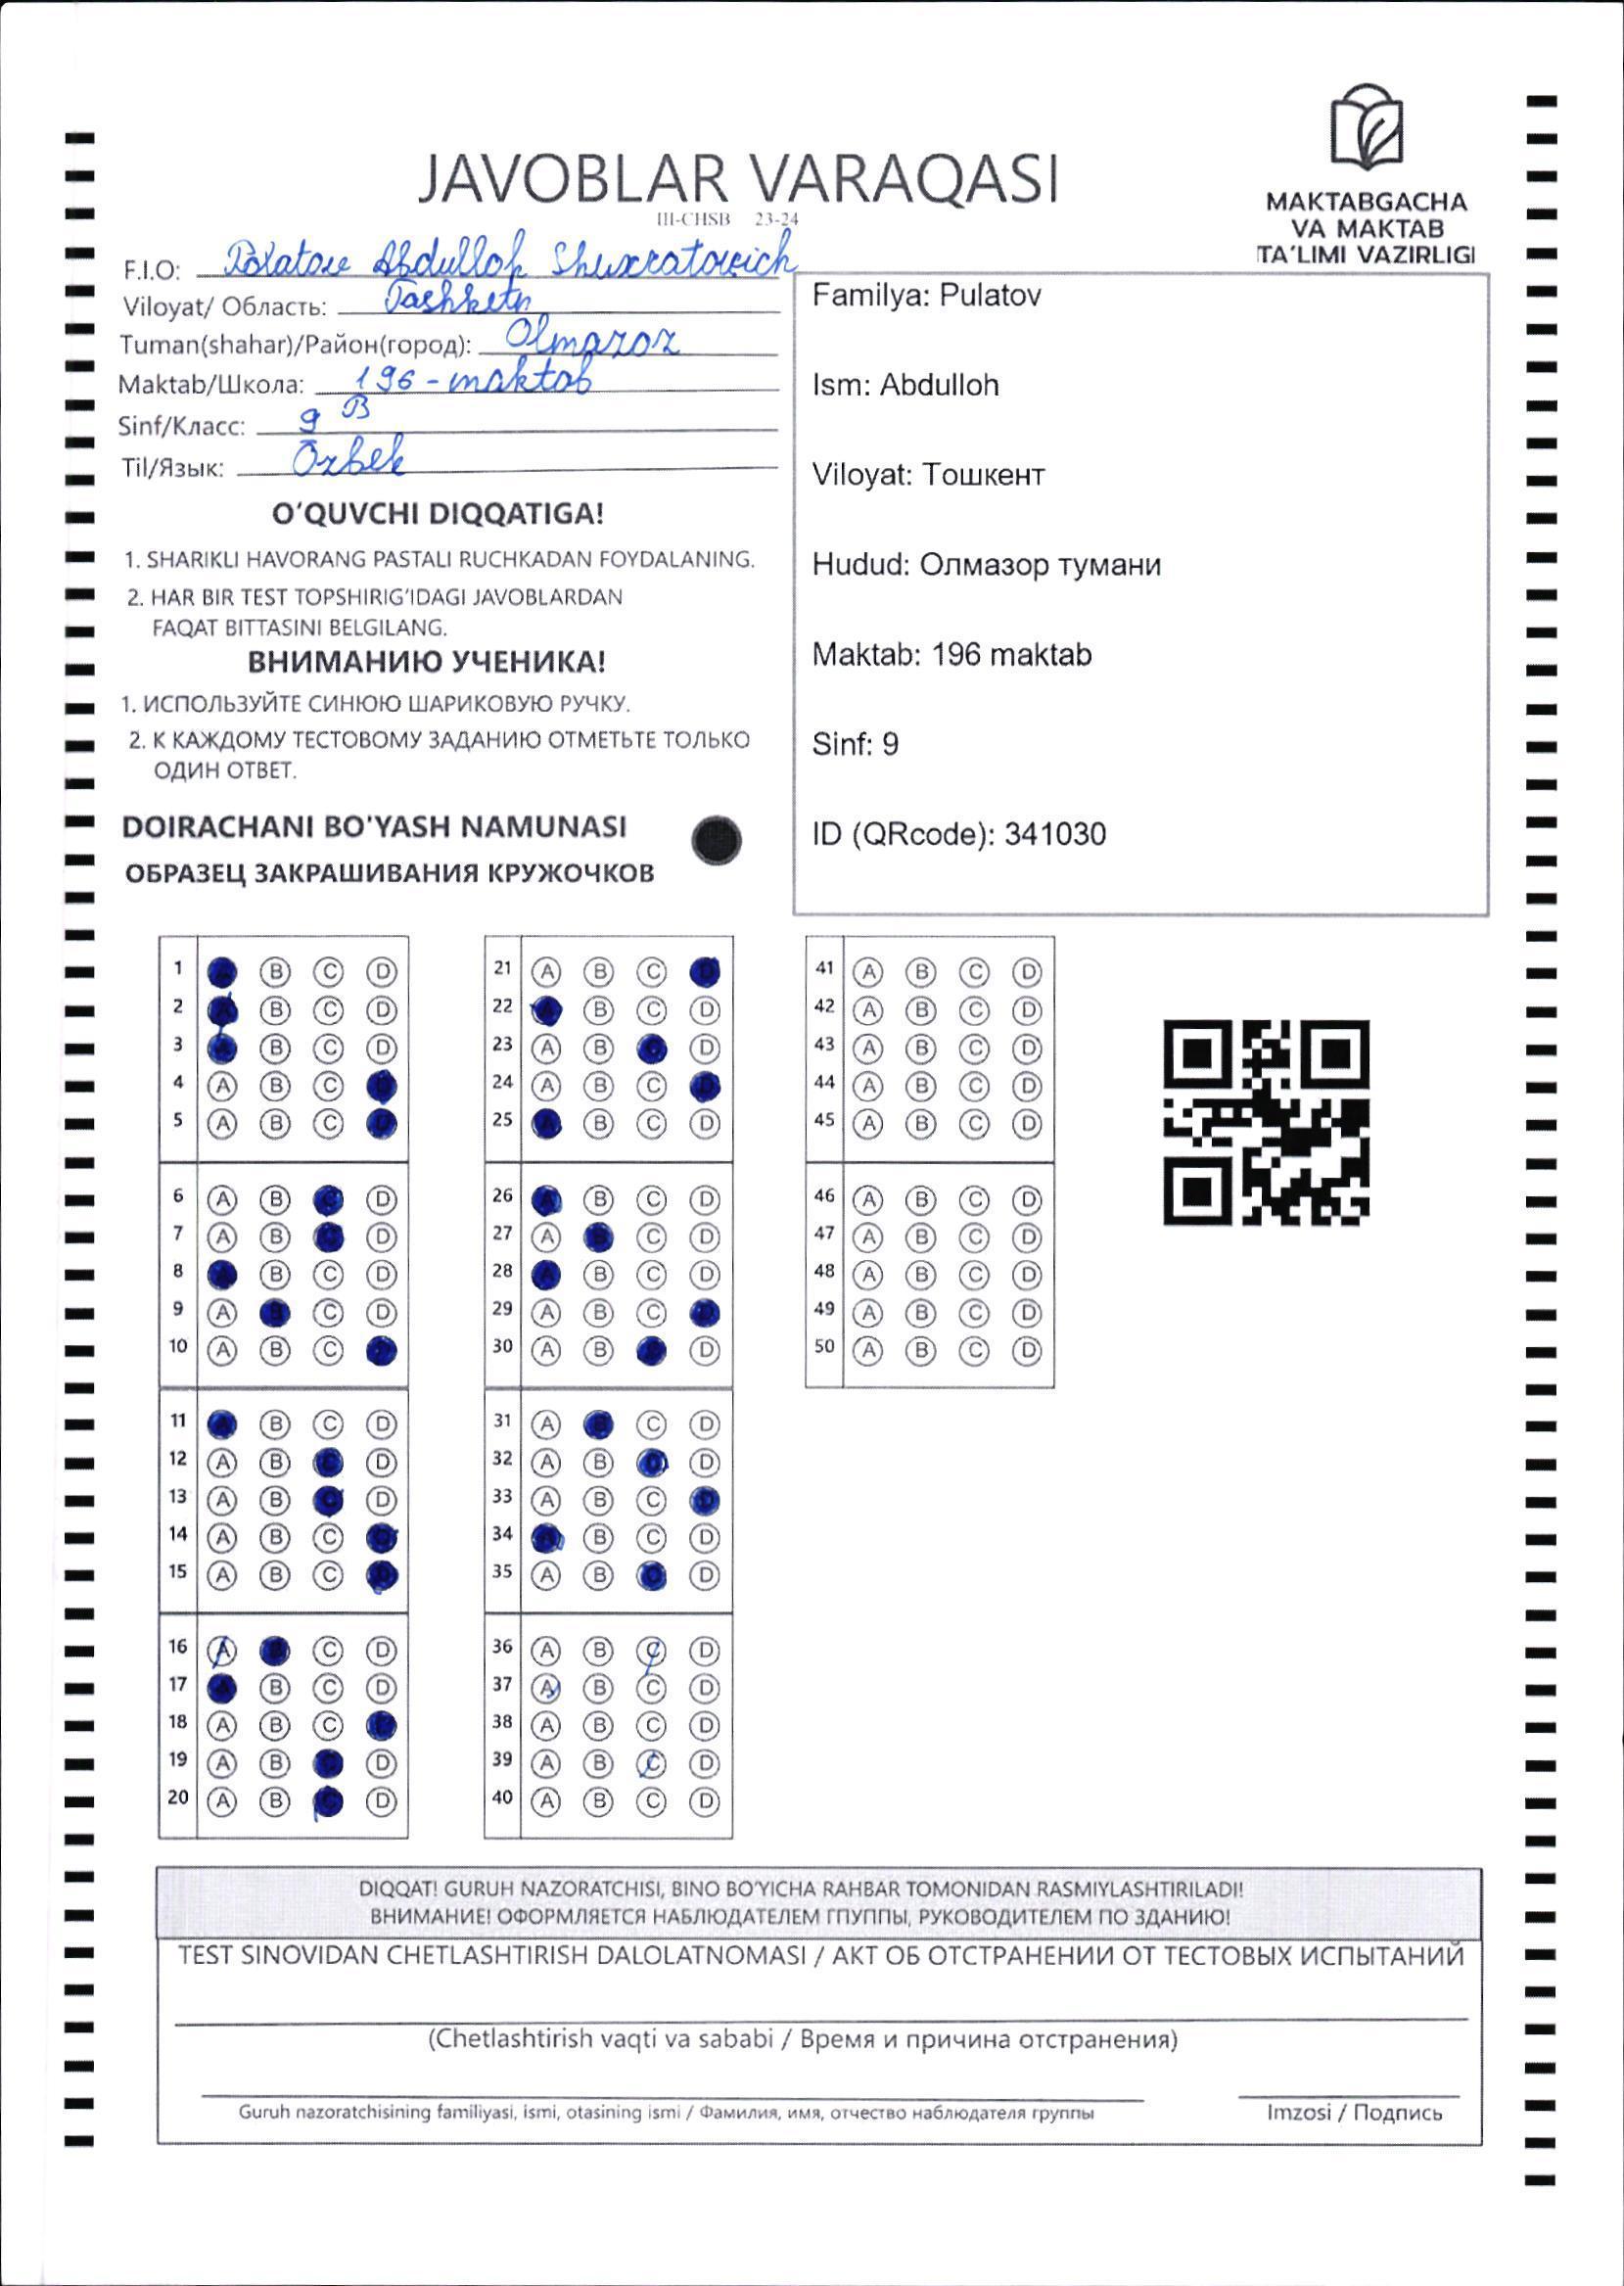 JAVOBLAR VARAQASI
III-CHSB 23-24
MAKTABGACHA
VA MAKTAB
TA'LIMI VAZIRLIGI
F.I.O: Polatov Abdulloh Shuxratovich
Viloyat/ Область: Tashketn
Tuman(shahar)/Район(город): Olmazor
Maktab/Школа: 196-maktab
Sinf/Класс: 9 B
Til/Язык: Ozbek
O'QUVCHI DIQQATIGA!
1. SHARIKLI HAVORANG PASTALI RUCHKADAN FOYDALANING.
2. HAR BIR TEST TOPSHIRIG'IDAGI JAVOBLARDAN
FAQAT BITTASINI BELGILANG.
ВНИМАНИЮ УЧЕНИКА!
1. ИСПОЛЬЗУЙТЕ СИНЮЮ ШАРИКОВУЮ РУЧКУ.
2. К КАЖДОМУ ТЕСТОВОМУ ЗАДАНИЮ ОТМЕТЬТЕ ТОЛЬКО
ОДИН ОТВЕТ.
DOIRACHANI BO'YASH NAMUNASI
ОБРАЗЕЦ ЗАКРАШИВАНИЯ КРУЖОЧКОВ
Familya: Pulatov
Ism: Abdulloh
Viloyat: Тошкент
Hudud: Олмазор тумани
Maktab: 196 maktab
Sinf: 9
ID (QRcode): 341030
1 A B C D
2 A B C D
3 A B C D
4 A B C D
5 A B C D
6 A B C D
7 A B C D
8 A B C D
9 A B C D
10 A B C D
11 A B C D
12 A B C D
13 A B C D
14 A B C D
15 A B C D
16 A B C D
17 A B C D
18 A B C D
19 A B C D
20 A B C D
21 A B C D
22 A B C D
23 A B C D
24 A B C D
25 A B C D
26 A B C D
27 A B C D
28 A B C D
29 A B C D
30 A B C D
31 A B C D
32 A B C D
33 A B C D
34 A B C D
35 A B C D
36 A B C D
37 A B C D
38 A B C D
39 A B C D
40 A B C D
41 A B C D
42 A B C D
43 A B C D
44 A B C D
45 A B C D
46 A B C D
47 A B C D
48 A B C D
49 A B C D
50 A B C D
DIQQAT! GURUH NAZORATCHISI, BINO BO'YICHA RAHBAR TOMONIDAN RASMIYLASHTIRILADI!
ВНИМАНИЕ! ОФОРМЛЯЕТСЯ НАБЛЮДАТЕЛЕМ ГПУППЫ, РУКОВОДИТЕЛЕМ ПО ЗДАНИЮ!
TEST SINOVIDAN CHETLASHTIRISH DALOLATNOMASI / АКТ ОБ ОТСТРАНЕНИИ ОТ ТЕСТОВЫХ ИСПЫТАНИЙ
(Chetlashtirish vaqti va sababi / Время и причина отстранения)
Guruh nazoratchisining familiyasi, ismi, otasining ismi / Фамилия, имя, отчество наблюдателя группы
Imzosi / Подпись